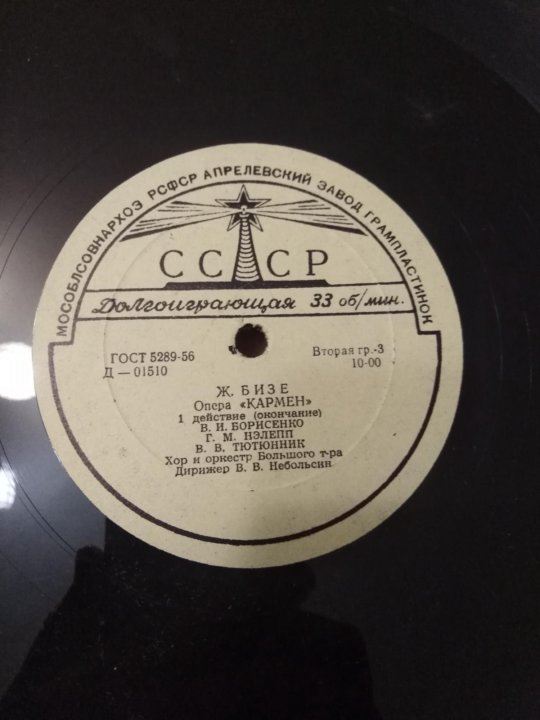 МОСОБЛСОВНАРХОЗ РСФСР АПРЕЛЕВСКИЙ ЗАВОД ГРАМПЛАСТИНОК
СССР
Долгоиграющая 33 об/мин.
ГОСТ 5289-56
Д — 01510
Вторая гр.-3
10-00
Ж. БИЗЕ
Опера «КАРМЕН»
1 действие (окончание)
В. И. БОРИСЕНКО
Г. М. НЭЛЕПП
В. В. ТЮТЮННИК
Хор и оркестр Большого т-ра
Дирижер В. В. Небольсин